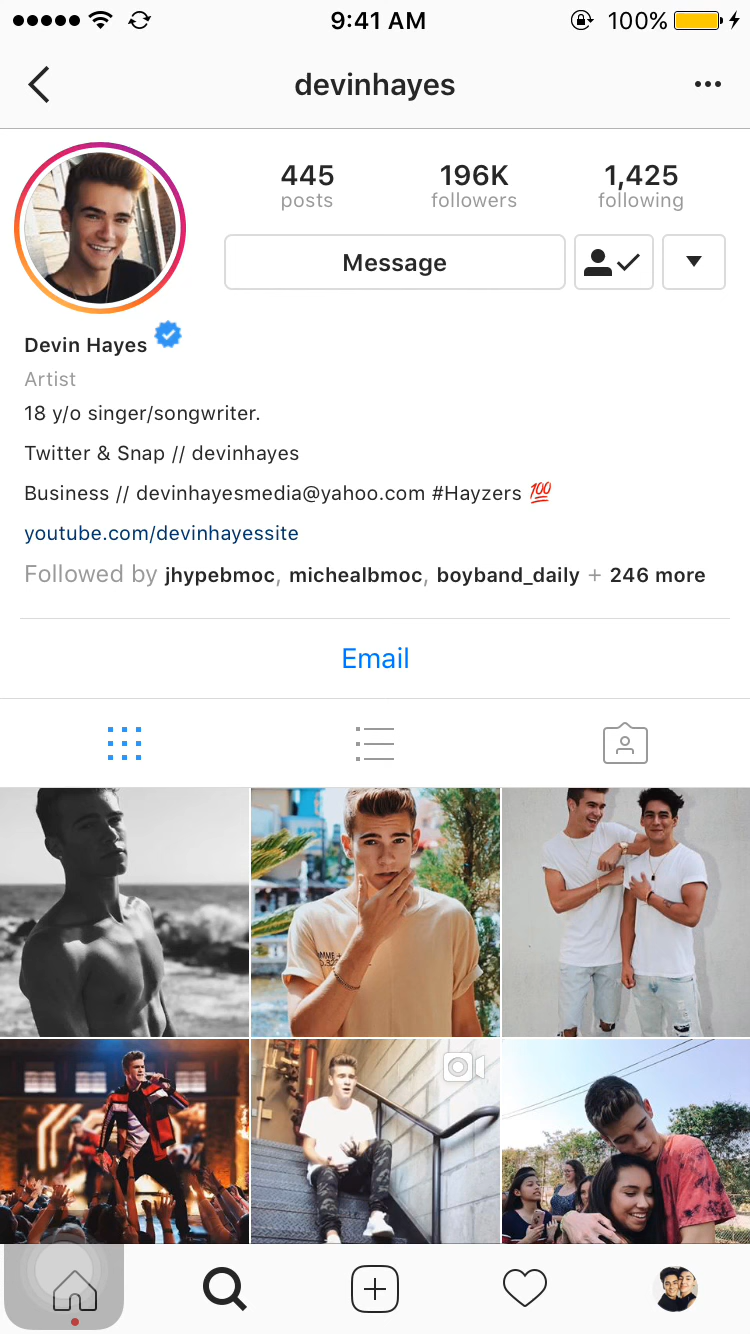 9:41 AM 100%
devinhayes
445 196K 1,425
posts followers following
Message
Devin Hayes
Artist
18 y/o singer/songwriter.
Twitter & Snap // devinhayes
Business // devinhayesmedia@yahoo.com #Hayzers 💯
youtube.com/devinhayessite
Followed by jhypebmoc, michealbmoc, boyband_daily + 246 more
Email